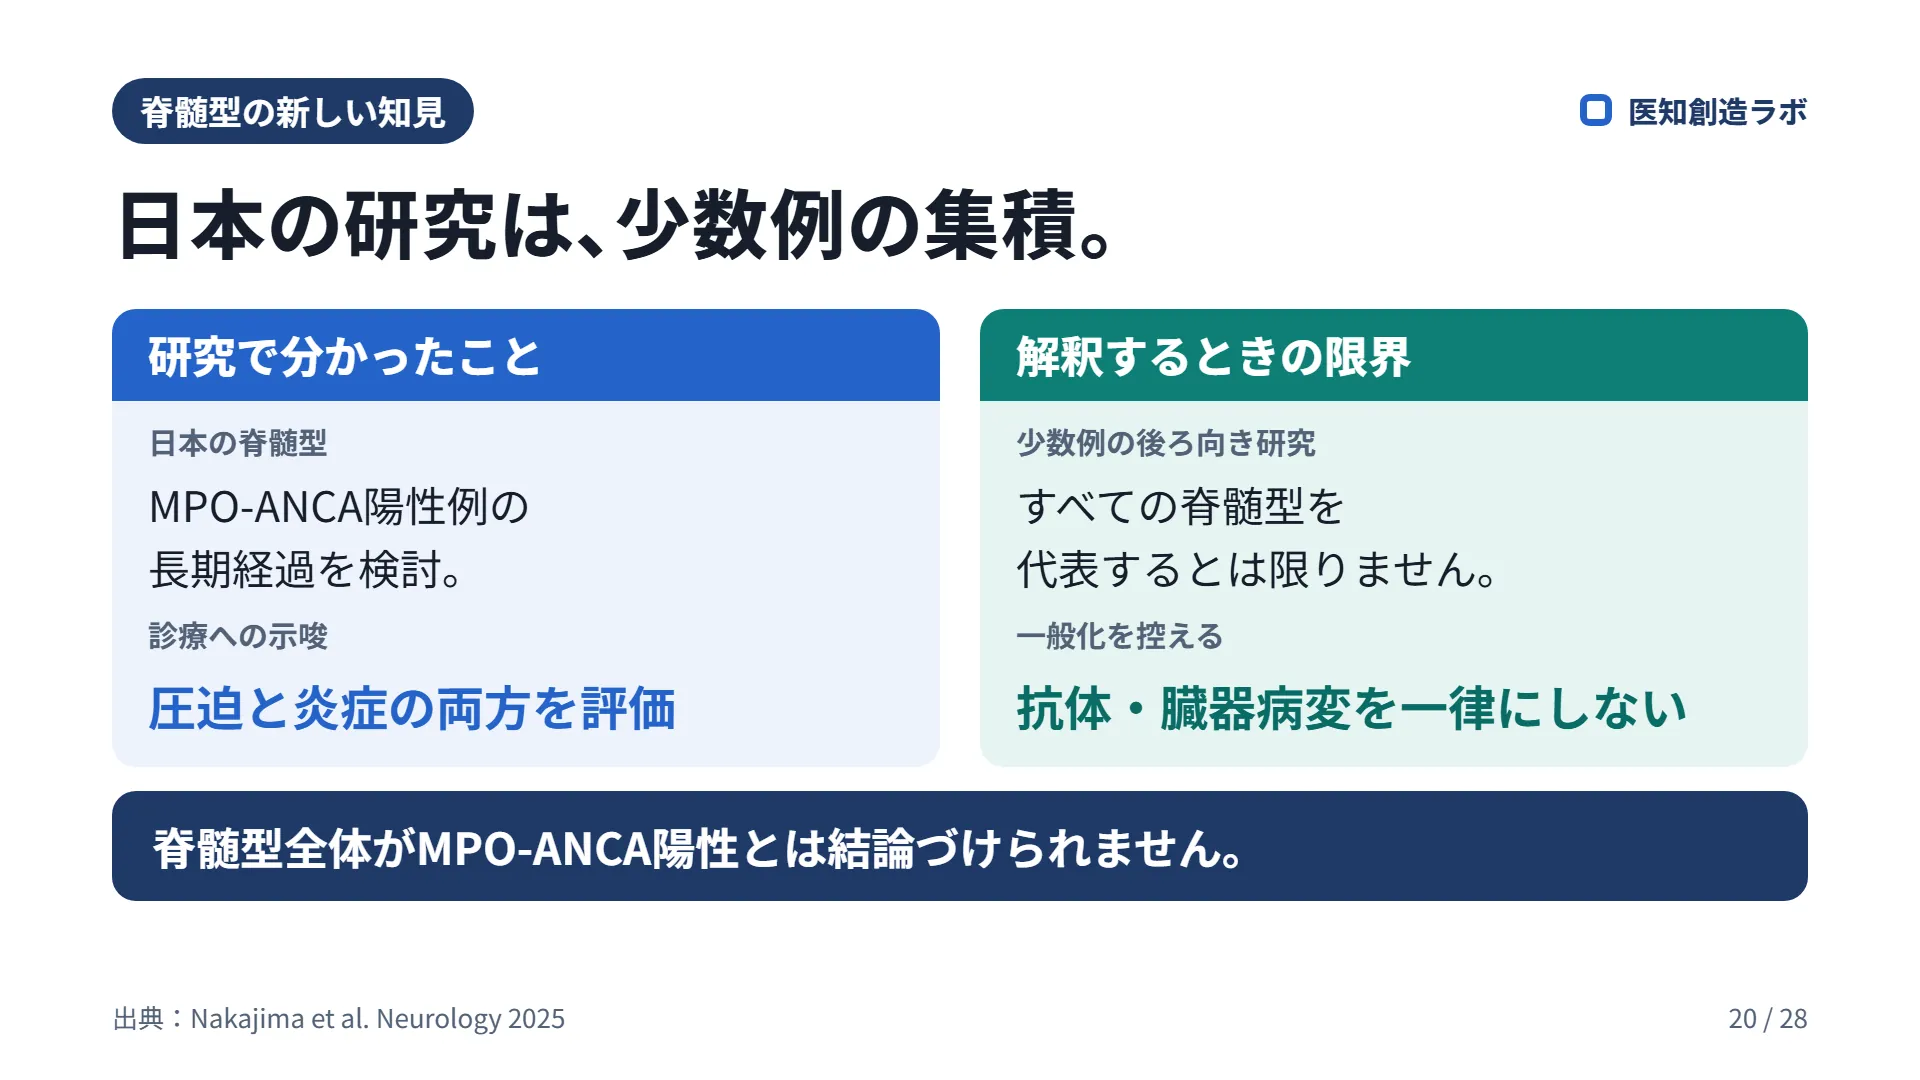 脊髄型の新しい知見
医知創造ラボ
日本の研究は、少数例の集積。
研究で分かったこと
日本の脊髄型
MPO-ANCA陽性例の
長期経過を検討。
診療への示唆
圧迫と炎症の両方を評価
解釈するときの限界
少数例の後ろ向き研究
すべての脊髄型を
代表するとは限りません。
一般化を控える
抗体・臓器病変を一律にしない
脊髄型全体がMPO-ANCA陽性とは結論づけられません。
出典：Nakajima et al. Neurology 2025
20 / 28